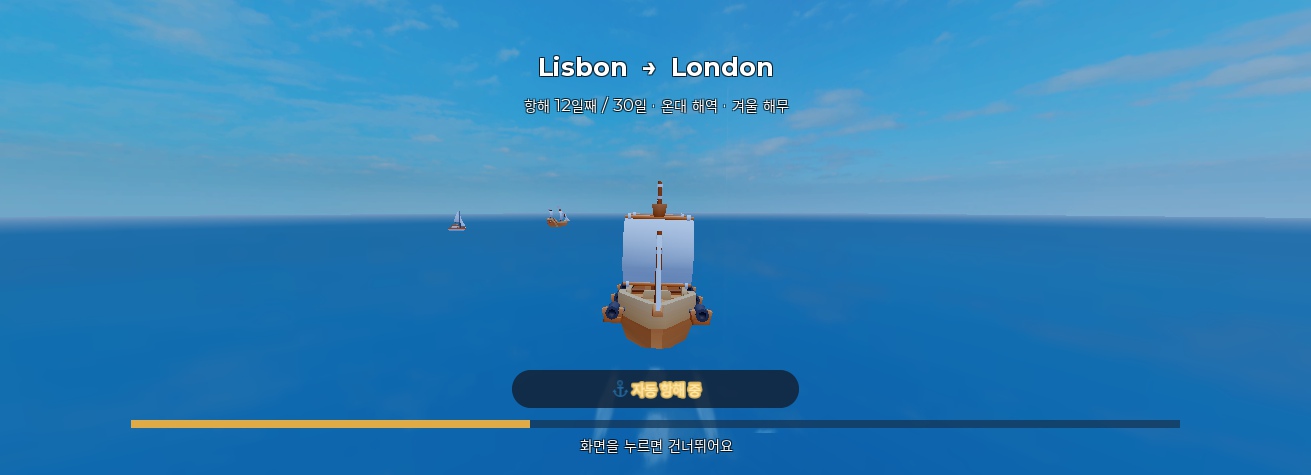 Lisbon → London
항해 12일째 / 30일 · 온대 해역 · 겨울 해무
⚓ 자동 항해 중
화면을 누르면 건너뛰어요